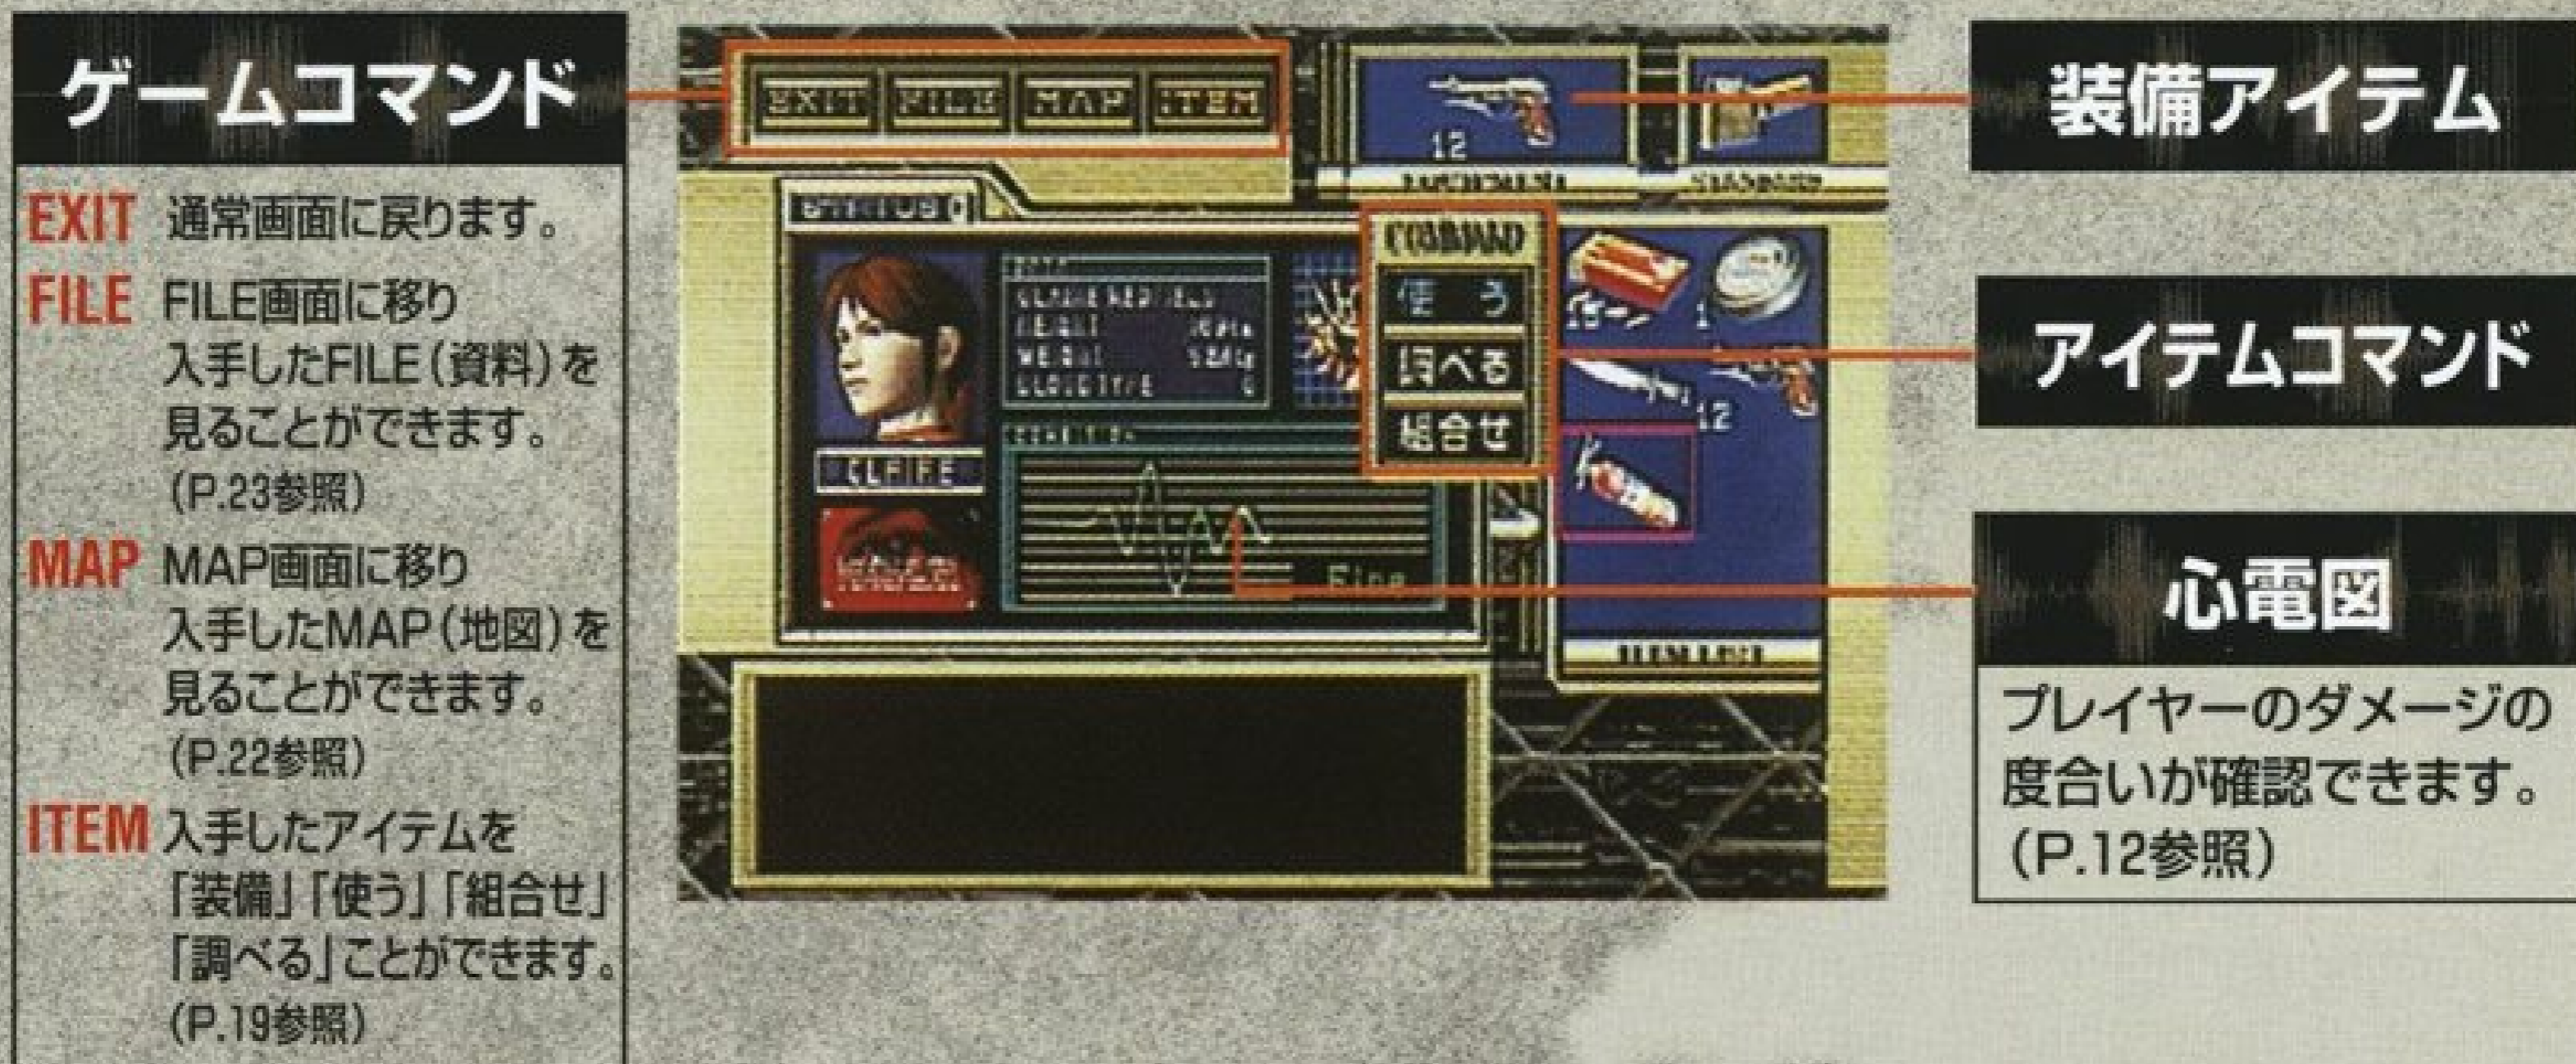 ゲームコマンド
EXIT 通常画面に戻ります。
FILE FILE画面に移り
入手したFILE(資料)を
見ることができます。
(P.23参照)
MAP MAP画面に移り
入手したMAP(地図)を
見ることができます。
(P.22参照)
ITEM 入手したアイテムを
「装備」「使う」「組合せ」
「調べる」ことができます。
(P.19参照)
EXIT FILE MAP ITEM
12
COMMAND
使う
調べる
組合せ
15
1
12
Fine
装備アイテム
アイテムコマンド
心電図
プレイヤーのダメージの
度合いが確認できます。
(P.12参照)